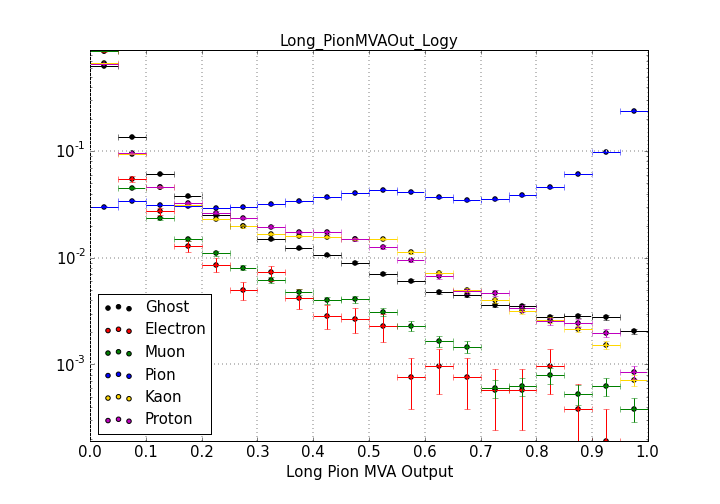 Long_PionMVAOut_Logy
10^-1
10^-2
10^-3
Ghost
Electron
Muon
Pion
Kaon
Proton
0.0 0.1 0.2 0.3 0.4 0.5 0.6 0.7 0.8 0.9 1.0
Long Pion MVA Output